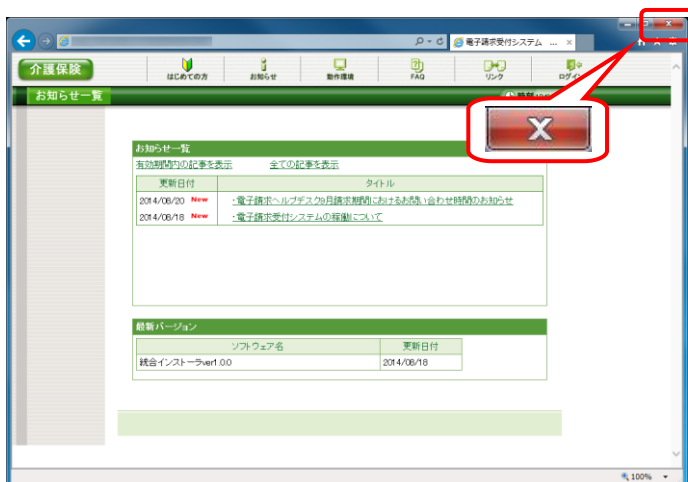 電子請求受付システム ... ×
介護保険
はじめての方
お知らせ
動作環境
FAQ
リンク
お知らせ一覧
X
お知らせ一覧
有効期間内の記事を表示 全ての記事を表示
更新日付 タイトル
2014/08/20 New ・電子請求ヘルプデスク9月請求期間におけるお問い合わせ時間のお知らせ
2014/08/18 New ・電子請求受付システムの稼働について
最新バージョン
ソフトウェア名 更新日付
統合インストーラver1.0.0 2014/08/18
100%